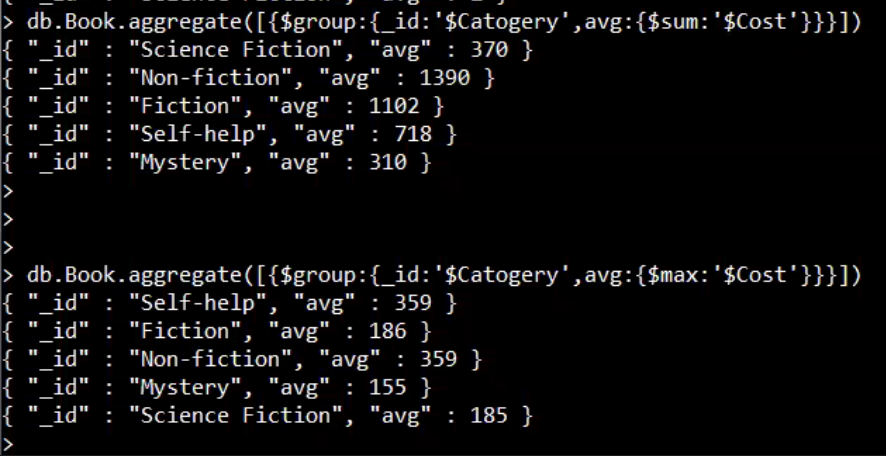 > db.Book.aggregate([{$group:{_id:'$Catogery',avg:{$sum:'$Cost'}}}])
{ "_id" : "Science Fiction", "avg" : 370 }
{ "_id" : "Non-fiction", "avg" : 1390 }
{ "_id" : "Fiction", "avg" : 1102 }
{ "_id" : "Self-help", "avg" : 718 }
{ "_id" : "Mystery", "avg" : 310 }
>
>
>
> db.Book.aggregate([{$group:{_id:'$Catogery',avg:{$max:'$Cost'}}}])
{ "_id" : "Self-help", "avg" : 359 }
{ "_id" : "Fiction", "avg" : 186 }
{ "_id" : "Non-fiction", "avg" : 359 }
{ "_id" : "Mystery", "avg" : 155 }
{ "_id" : "Science Fiction", "avg" : 185 }
>